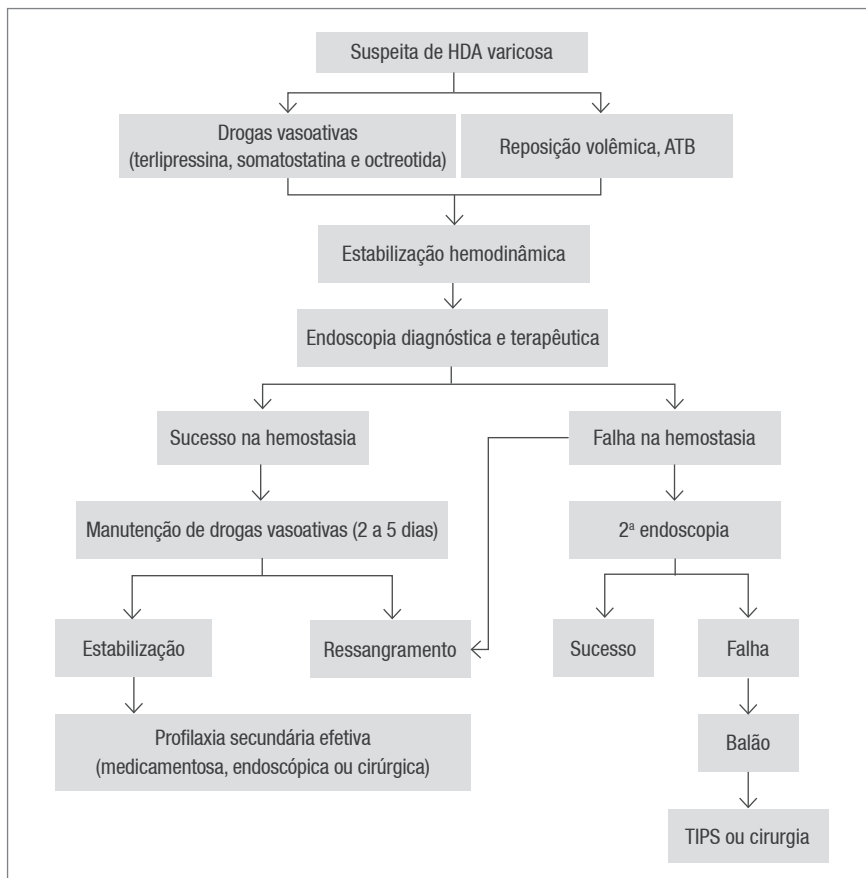 Suspeita de HDA varicosa
Drogas vasoativas
(terlipressina, somatostatina e octreotida)
Reposição volêmica, ATB
Estabilização hemodinâmica
Endoscopia diagnóstica e terapêutica
Sucesso na hemostasia
Falha na hemostasia
Manutenção de drogas vasoativas (2 a 5 dias)
2ª endoscopia
Estabilização
Ressangramento
Sucesso
Falha
Profilaxia secundária efetiva
(medicamentosa, endoscópica ou cirúrgica)
Balão
TIPS ou cirurgia